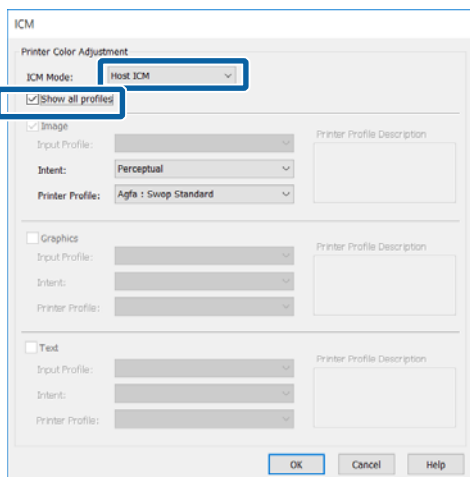 ICM
Printer Color Adjustment
ICM Mode: Host ICM
Show all profiles
Image
Input Profile:
Printer Profile Description
Intent: Perceptual
Printer Profile: Agfa : Swop Standard
Graphics
Input Profile:
Printer Profile Description
Intent:
Printer Profile:
Text
Input Profile:
Printer Profile Description
Intent:
Printer Profile:
OK Cancel Help